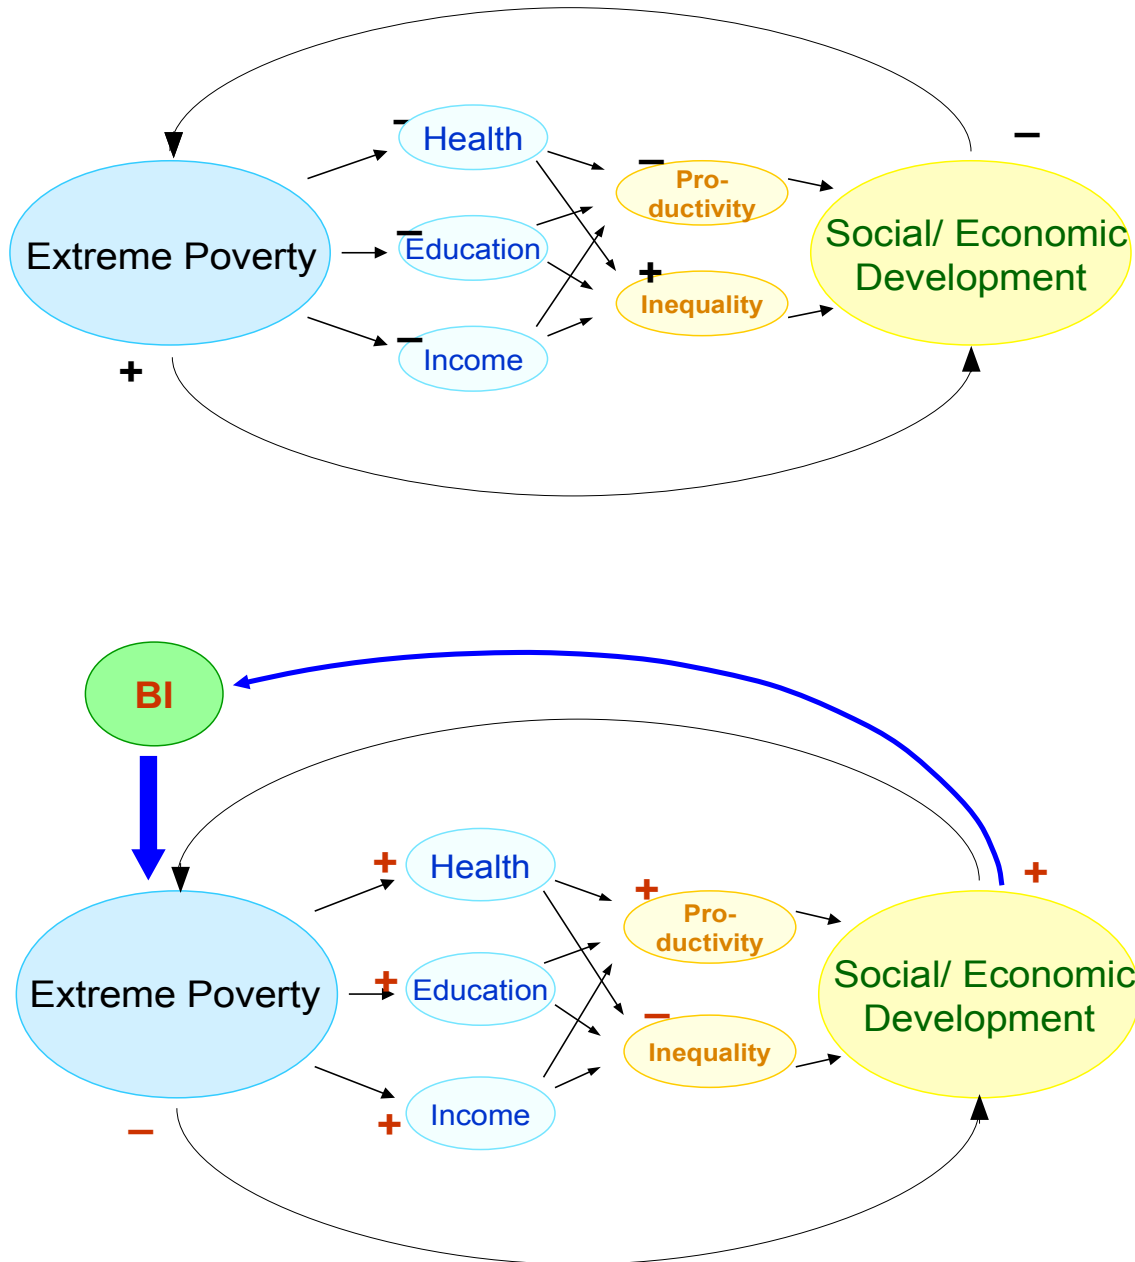 Health
Pro-
ductivity
Extreme Poverty
Education
Social/ Economic
Development
Inequality
Income
–
–
–
–
+
–
+
BI
Health
Pro-
ductivity
Extreme Poverty
Education
Social/ Economic
Development
Inequality
Income
+
+
+
+
–
+
–